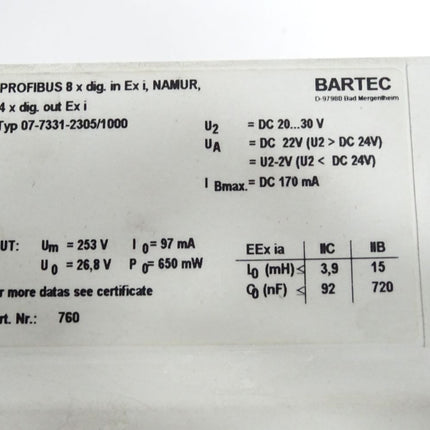 PROFIBUS 8 x dig. in Ex i, NAMUR,
4 x dig. out Ex i
Typ 07-7331-2305/1000
BARTEC
D-97980 Bad Mergentheim
U2 = DC 20...30 V
UA = DC 22V (U2 > DC 24V)
= U2-2V (U2 < DC 24V)
I Bmax. = DC 170 mA
UT: Um = 253 V I 0= 97 mA
U 0 = 26,8 V P 0= 650 mW
r more datas see certificate
rt. Nr.: 760
EEx ia IIC IIB
L0 (mH)≤ 3,9 15
C0 (nF) ≤ 92 720